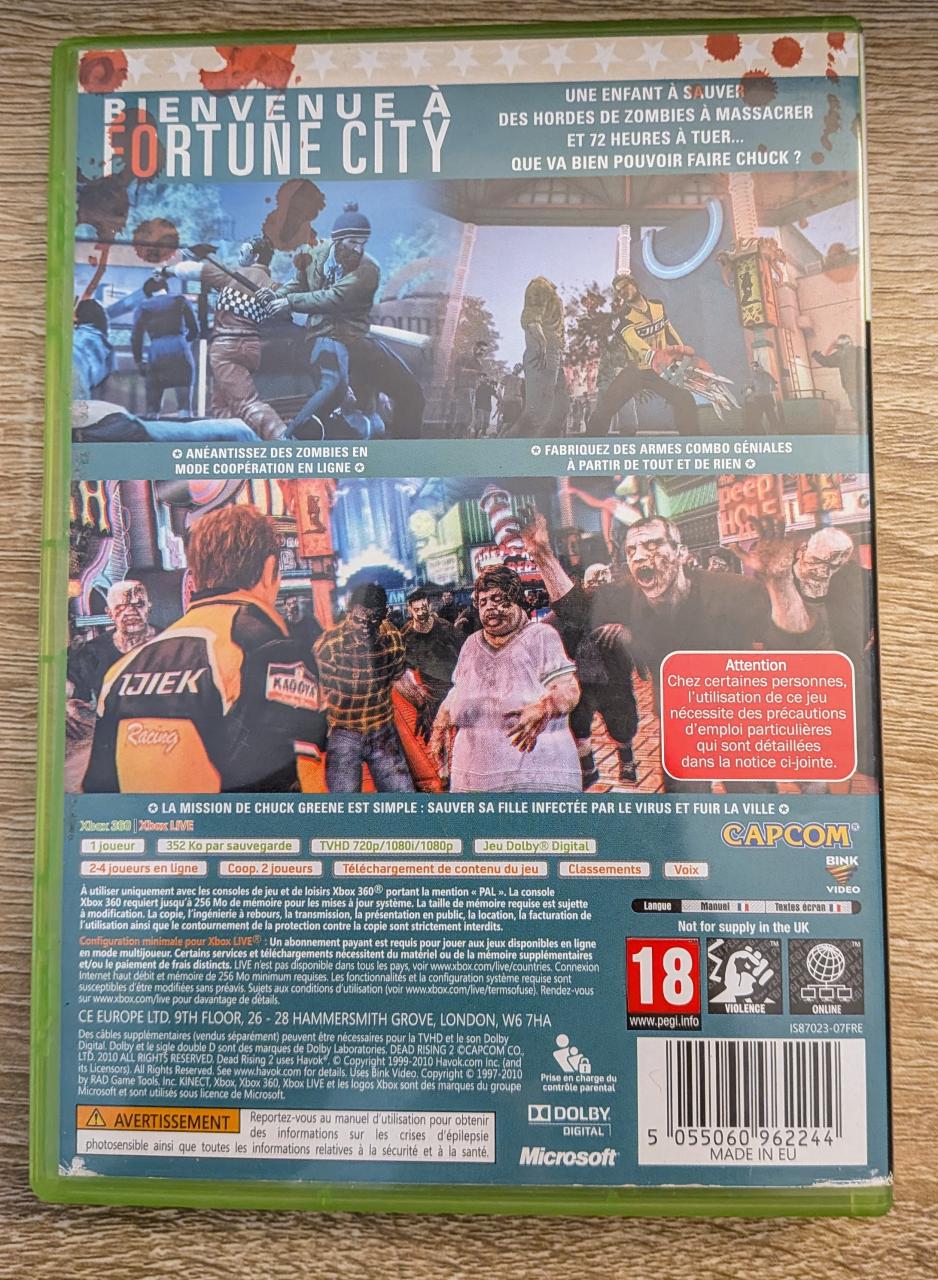 BIENVENUE À
FORTUNE CITY
UNE ENFANT À SAUVER
DES HORDES DE ZOMBIES À MASSACRER
ET 72 HEURES À TUER...
QUE VA BIEN POUVOIR FAIRE CHUCK ?
✪ ANÉANTISSEZ DES ZOMBIES EN
MODE COOPÉRATION EN LIGNE ✪
✪ FABRIQUEZ DES ARMES COMBO GÉNIALES
À PARTIR DE TOUT ET DE RIEN ✪
the
peep
HOLE
IJIEK
KAGOYA
Racing
Attention
Chez certaines personnes,
l'utilisation de ce jeu
nécessite des précautions
d'emploi particulières
qui sont détaillées
dans la notice ci-jointe.
✪ LA MISSION DE CHUCK GREENE EST SIMPLE : SAUVER SA FILLE INFECTÉE PAR LE VIRUS ET FUIR LA VILLE ✪
Xbox 360 | Xbox LIVE
1 joueur 352 Ko par sauvegarde TVHD 720p/1080i/1080p Jeu Dolby® Digital
2-4 joueurs en ligne Coop. 2 joueurs Téléchargement de contenu du jeu Classements Voix
CAPCOM®
BINK
VIDEO
À utiliser uniquement avec les consoles de jeu et de loisirs Xbox 360® portant la mention « PAL ». La console
Xbox 360 requiert jusqu'à 256 Mo de mémoire pour les mises à jour système. La taille de mémoire requise est sujette
à modification. La copie, l'ingénierie à rebours, la transmission, la présentation en public, la location, la facturation de
l'utilisation ainsi que le contournement de la protection contre la copie sont strictement interdits.
Langue Manuel Textes écran
Not for supply in the UK
Configuration minimale pour Xbox LIVE® : Un abonnement payant est requis pour jouer aux jeux disponibles en ligne
en mode multijoueur. Certains services et téléchargements nécessitent du matériel ou de la mémoire supplémentaires
et/ou le paiement de frais distincts. LIVE n'est pas disponible dans tous les pays, voir www.xbox.com/live/countries. Connexion
Internet haut débit et mémoire de 256 Mo minimum requises. Les fonctionnalités et la configuration système requise sont
susceptibles d'être modifiées sans préavis. Sujets aux conditions d'utilisation (voir www.xbox.com/live/termsofuse). Rendez-vous
sur www.xbox.com/live pour davantage de détails.
18
www.pegi.info
VIOLENCE
ONLINE
CE EUROPE LTD. 9TH FLOOR, 26 - 28 HAMMERSMITH GROVE, LONDON, W6 7HA
IS87023-07FRE
Des câbles supplémentaires (vendus séparément) peuvent être nécessaires pour la TVHD et le son Dolby
Digital. Dolby et le sigle double D sont des marques de Dolby Laboratories. DEAD RISING 2 ©CAPCOM CO.,
LTD. 2010 ALL RIGHTS RESERVED. Dead Rising 2 uses Havok®. © Copyright 1999-2010 Havok.com Inc. (and
its Licensors). See www.havok.com for details. Uses Bink Video. Copyright © 1997-2010
by RAD Game Tools, Inc. KINECT, Xbox, Xbox 360, Xbox LIVE et les logos Xbox sont des marques du groupe
Microsoft et sont utilisés sous licence de Microsoft.
Prise en charge du
contrôle parental
AVERTISSEMENT
Reportez-vous au manuel d'utilisation pour obtenir
des informations sur les crises d'épilepsie
photosensible ainsi que toutes les informations relatives à la sécurité et à la santé.
DOLBY
DIGITAL
Microsoft®
5 055060 962244
MADE IN EU